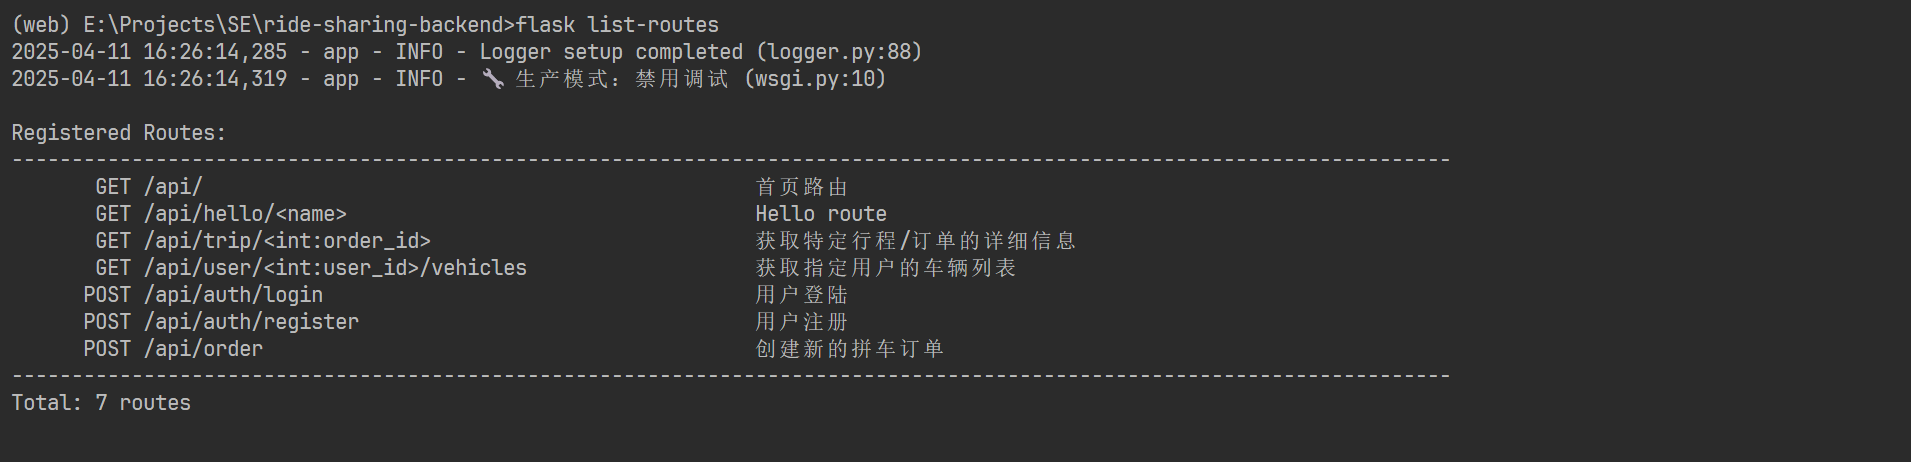 (web) E:\Projects\SE\ride-sharing-backend>flask list-routes
2025-04-11 16:26:14,285 - app - INFO - Logger setup completed (logger.py:88)
2025-04-11 16:26:14,319 - app - INFO - 🔧 生产模式：禁用调试 (wsgi.py:10)
Registered Routes:
------------------------------------------------------------------------------------------------------------------------
GET /api/ 首页路由
GET /api/hello/<name> Hello route
GET /api/trip/<int:order_id> 获取特定行程/订单的详细信息
GET /api/user/<int:user_id>/vehicles 获取指定用户的车辆列表
POST /api/auth/login 用户登陆
POST /api/auth/register 用户注册
POST /api/order 创建新的拼车订单
------------------------------------------------------------------------------------------------------------------------
Total: 7 routes